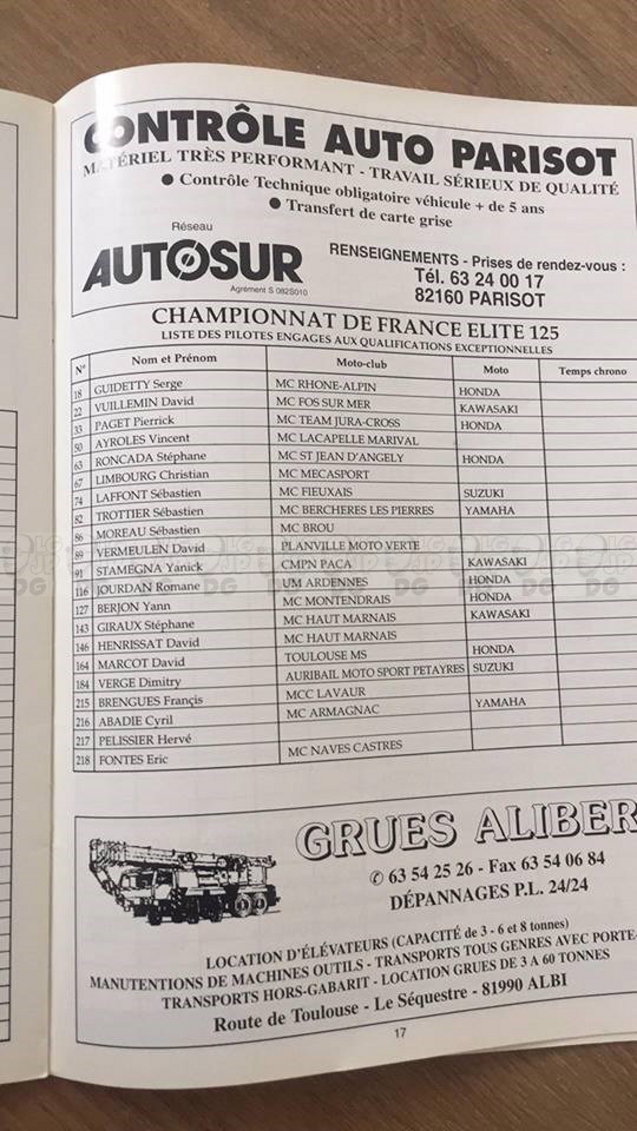 CONTRÔLE AUTO PARISOT
MATÉRIEL TRÈS PERFORMANT - TRAVAIL SÉRIEUX DE QUALITÉ
● Contrôle Technique obligatoire véhicule + de 5 ans
● Transfert de carte grise
Réseau
AUTOSUR
Agrement S 082S010
RENSEIGNEMENTS - Prises de rendez-vous :
Tél. 63 24 00 17
82160 PARISOT
CHAMPIONNAT DE FRANCE ELITE 125
LISTE DES PILOTES ENGAGES AUX QUALIFICATIONS EXCEPTIONNELLES
N° Nom et Prénom Moto-club Moto Temps chrono
18 GUIDETTY Serge MC RHONE-ALPIN HONDA
22 VUILLEMIN David MC FOS SUR MER KAWASAKI
33 PAGET Pierrick MC TEAM JURA-CROSS HONDA
50 AYROLES Vincent MC LACAPELLE MARIVAL
63 RONCADA Stéphane MC ST JEAN D'ANGELY HONDA
67 LIMBOURG Christian MC MECASPORT
74 LAFFONT Sébastien MC FIEUXAIS SUZUKI
82 TROTTIER Sébastien MC BERCHERES LES PIERRES YAMAHA
86 MOREAU Sébastien MC BROU
89 VERMEULEN David PLANVILLE MOTO VERTE
91 STAMEGNA Yanick CMPN PACA KAWASAKI
116 JOURDAN Romane UM ARDENNES HONDA
127 BERJON Yann MC MONTENDRAIS HONDA
143 GIRAUX Stéphane MC HAUT MARNAIS KAWASAKI
146 HENRISSAT David MC HAUT MARNAIS
164 MARCOT David TOULOUSE MS HONDA
184 VERGE Dimitry AURIBAIL MOTO SPORT PETAYRES SUZUKI
215 BRENGUES Françis MCC LAVAUR
216 ABADIE Cyril MC ARMAGNAC YAMAHA
217 PELISSIER Hervé
218 FONTES Eric MC NAVES CASTRES
GRUES ALIBER
✆ 63 54 25 26 - Fax 63 54 06 84
DÉPANNAGES P.L. 24/24
LOCATION D'ÉLÉVATEURS (CAPACITÉ de 3 - 6 et 8 tonnes)
MANUTENTIONS DE MACHINES OUTILS - TRANSPORTS TOUS GENRES AVEC PORTE-
TRANSPORTS HORS-GABARIT - LOCATION GRUES DE 3 A 60 TONNES
Route de Toulouse - Le Séquestre - 81990 ALBI
17